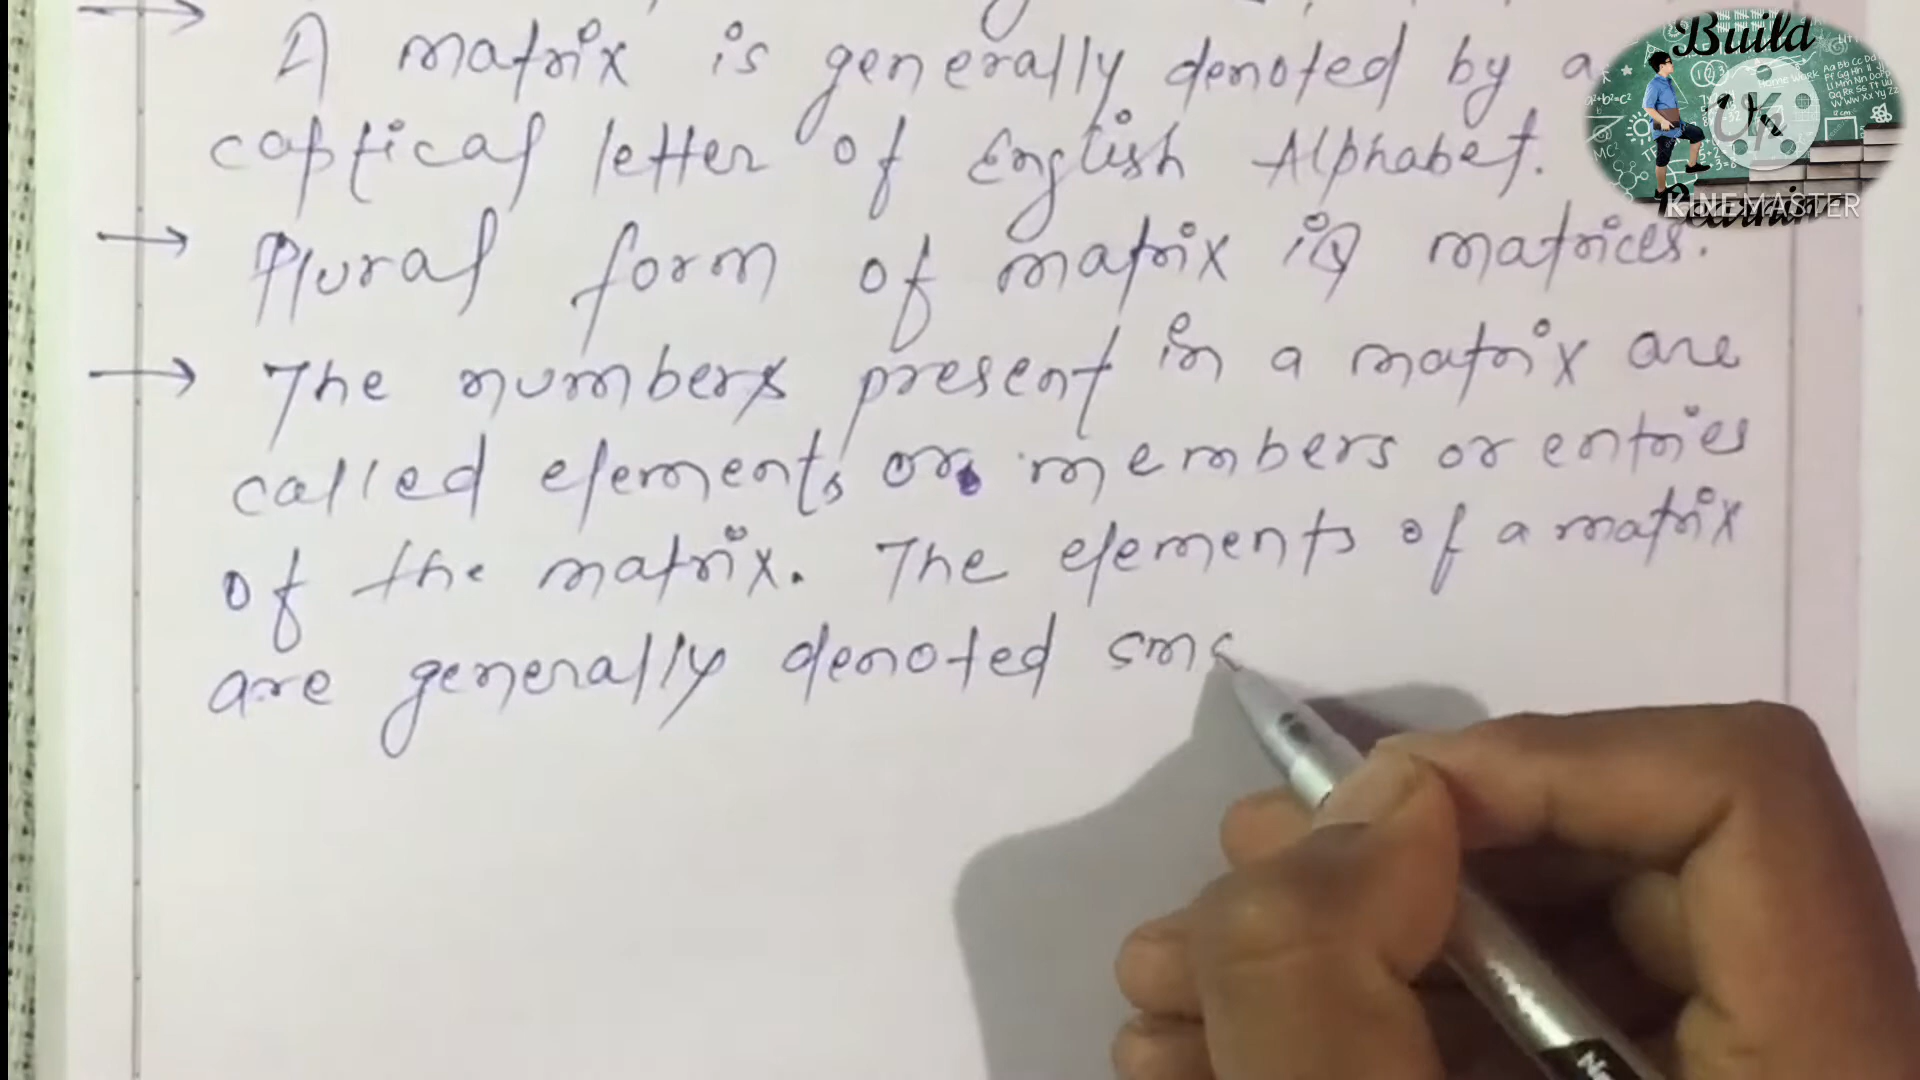 A matrix is generally denoted by a
captical letter of English Alphabet.
Plural form of matrix is matrices.
The numbers present in a matrix are
called elements or members or entries
of the matrix. The elements of a matrix
are generally denoted sma
Build
KINEMASTER